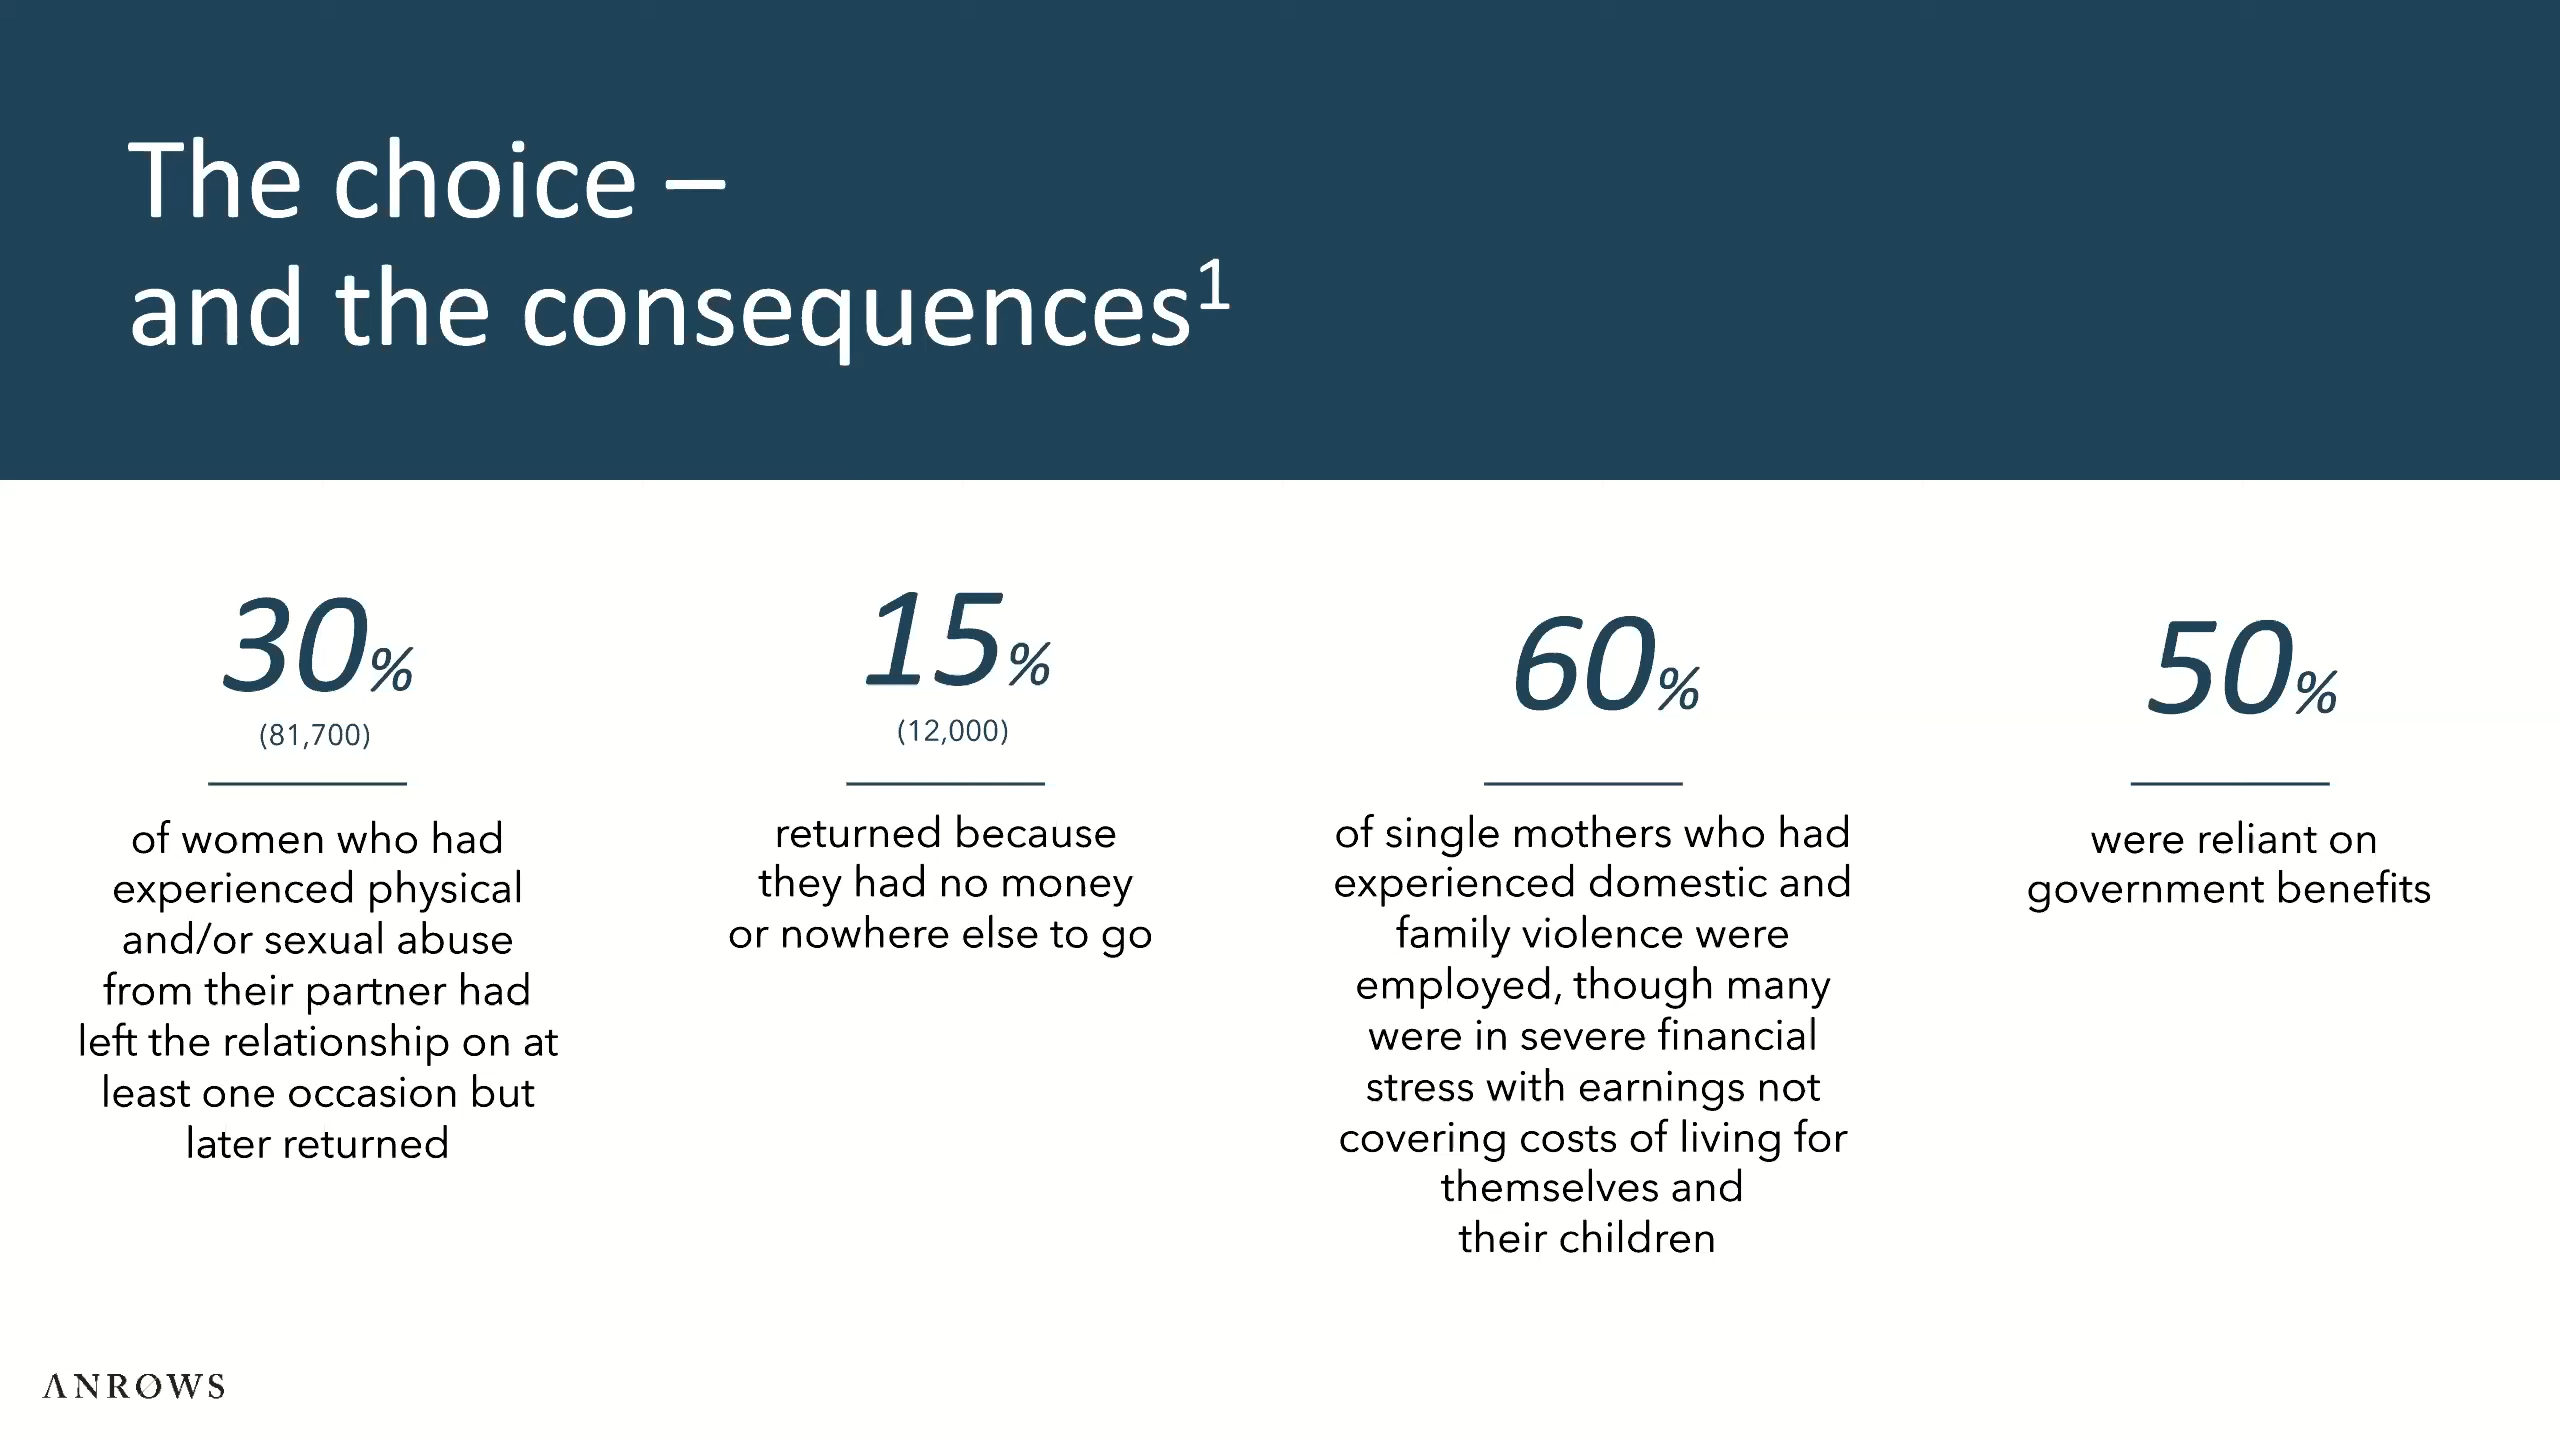 The choice –
and the consequences¹
30%
(81,700)
of women who had
experienced physical
and/or sexual abuse
from their partner had
left the relationship on at
least one occasion but
later returned
15%
(12,000)
returned because
they had no money
or nowhere else to go
60%
of single mothers who had
experienced domestic and
family violence were
employed, though many
were in severe financial
stress with earnings not
covering costs of living for
themselves and
their children
50%
were reliant on
government benefits
ANROWS